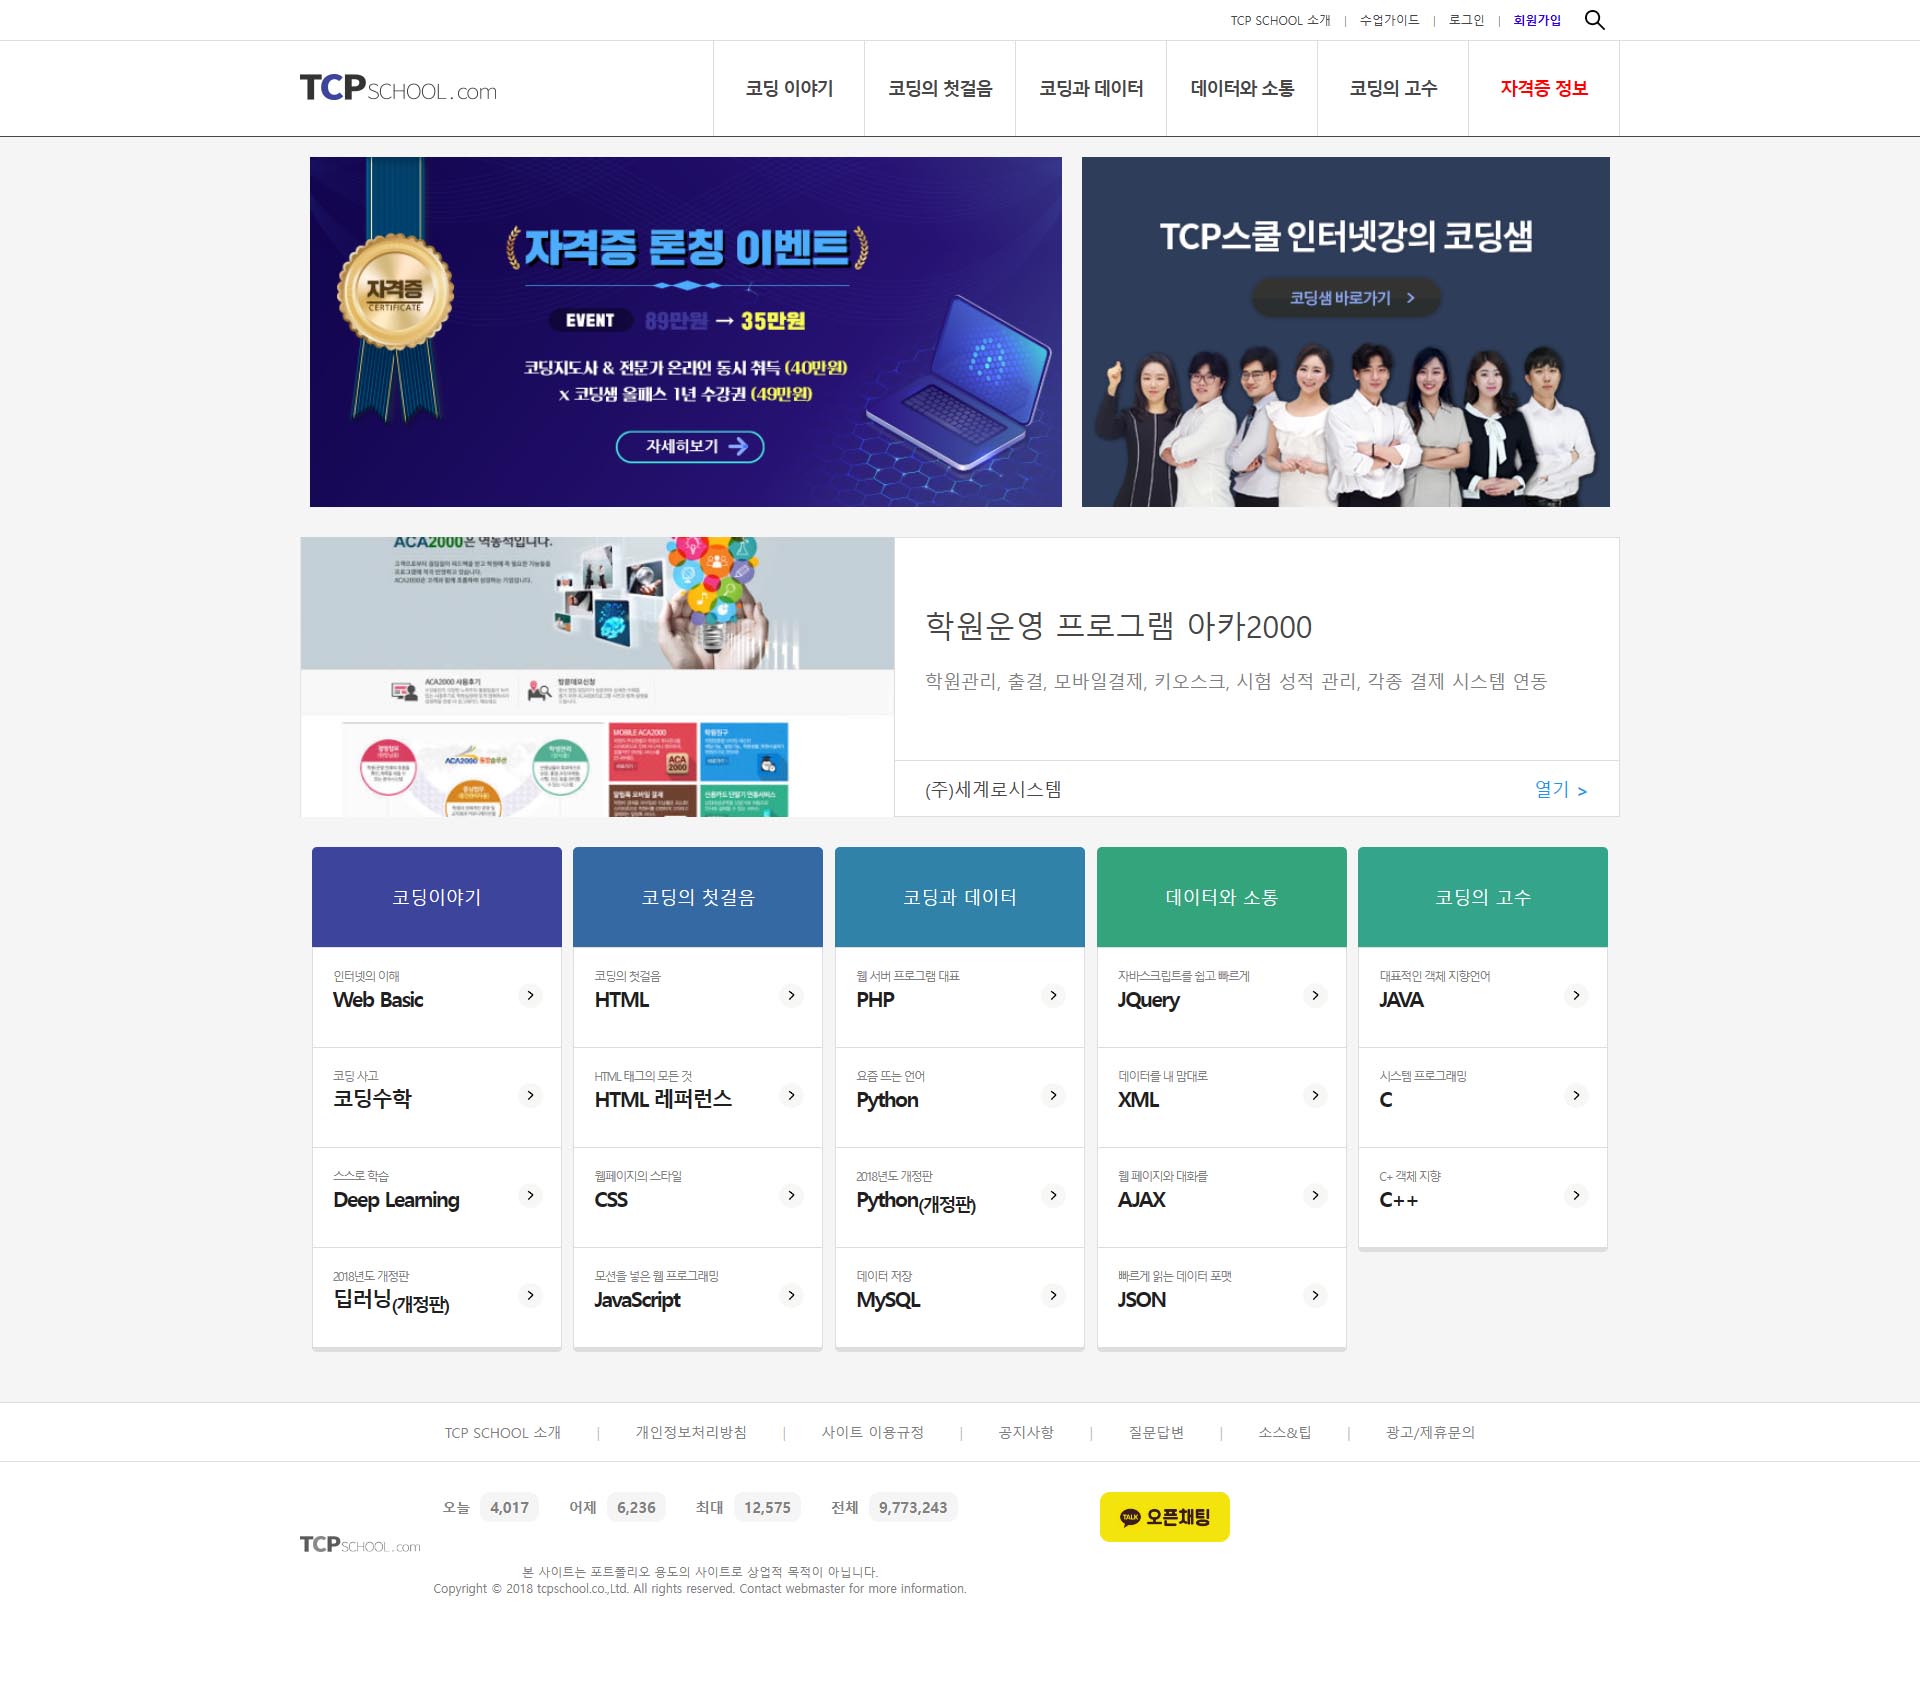 TCP SCHOOL 소개 | 수업가이드 | 로그인 | 회원가입
TCPSCHOOL.com
코딩 이야기
코딩의 첫걸음
코딩과 데이터
데이터와 소통
코딩의 고수
자격증 정보
자격증
CERTIFICATE
자격증 론칭 이벤트
EVENT 89만원 → 35만원
코딩지도사 & 전문가 온라인 동시 취득 (40만원)
x 코딩샘 올패스 1년 수강권 (49만원)
자세히보기
TCP스쿨 인터넷강의 코딩샘
코딩샘 바로가기 >
ACA2000은 역동적입니다.
ACA2000 사용후기
방문데모신청
MOBILE ACA2000
ACA2000 통합솔루션
학원운영 프로그램 아카2000
학원관리, 출결, 모바일결제, 키오스크, 시험 성적 관리, 각종 결제 시스템 연동
(주)세계로시스템
열기 >
코딩이야기
인터넷의 이해
Web Basic
코딩 사고
코딩수학
스스로 학습
Deep Learning
2018년도 개정판
딥러닝(개정판)
코딩의 첫걸음
코딩의 첫걸음
HTML
HTML 태그의 모든 것
HTML 레퍼런스
웹페이지의 스타일
CSS
모션을 넣은 웹 프로그래밍
JavaScript
코딩과 데이터
웹 서버 프로그램 대표
PHP
요즘 뜨는 언어
Python
2018년도 개정판
Python(개정판)
데이터 저장
MySQL
데이터와 소통
자바스크립트를 쉽고 빠르게
JQuery
데이터를 내 맘대로
XML
웹 페이지와 대화를
AJAX
빠르게 읽는 데이터 포맷
JSON
코딩의 고수
대표적인 객체 지향언어
JAVA
시스템 프로그래밍
C
C+ 객체 지향
C++
TCP SCHOOL 소개 | 개인정보처리방침 | 사이트 이용규정 | 공지사항 | 질문답변 | 소스&팁 | 광고/제휴문의
오늘 4,017 어제 6,236 최대 12,575 전체 9,773,243
TALK 오픈채팅
TCPSCHOOL.com
본 사이트는 포트폴리오 용도의 사이트로 상업적 목적이 아닙니다.
Copyright © 2018 tcpschool.co.,Ltd. All rights reserved. Contact webmaster for more information.